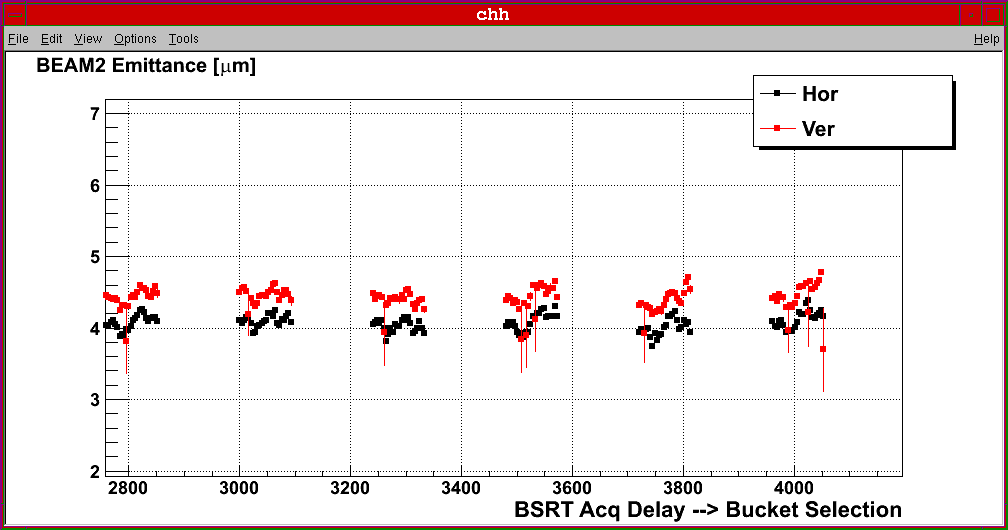 chh
File Edit View Options Tools Help
BEAM2 Emittance [μm]
Hor
Ver
7
6
5
4
3
2
2800 3000 3200 3400 3600 3800 4000
BSRT Acq Delay --> Bucket Selection